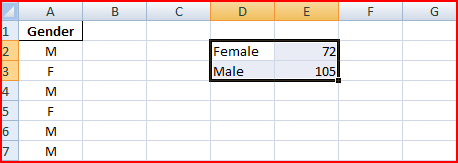 A B C D E F G
1 Gender
2 M Female 72
3 F Male 105
4 M
5 F
6 M
7 M